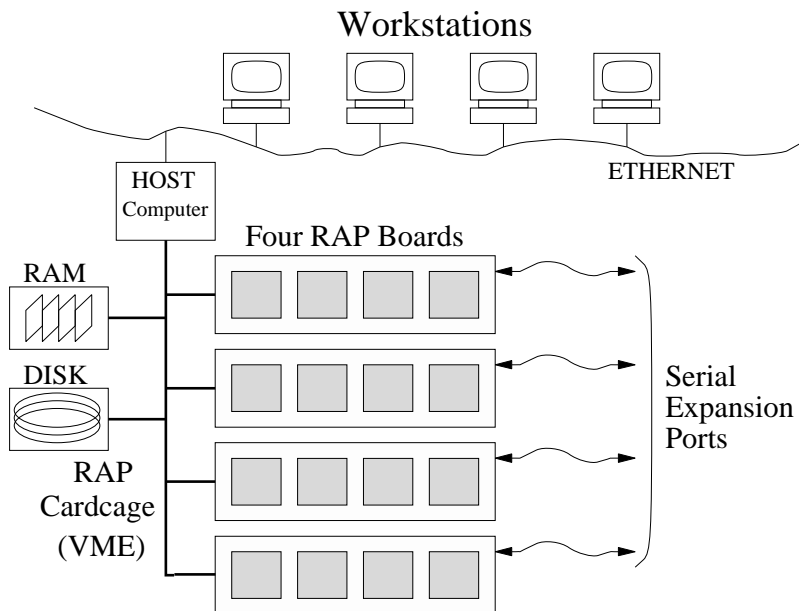 Workstations
ETHERNET
HOST
Computer
Four RAP Boards
RAM
DISK
RAP
Cardcage
(VME)
Serial
Expansion
Ports